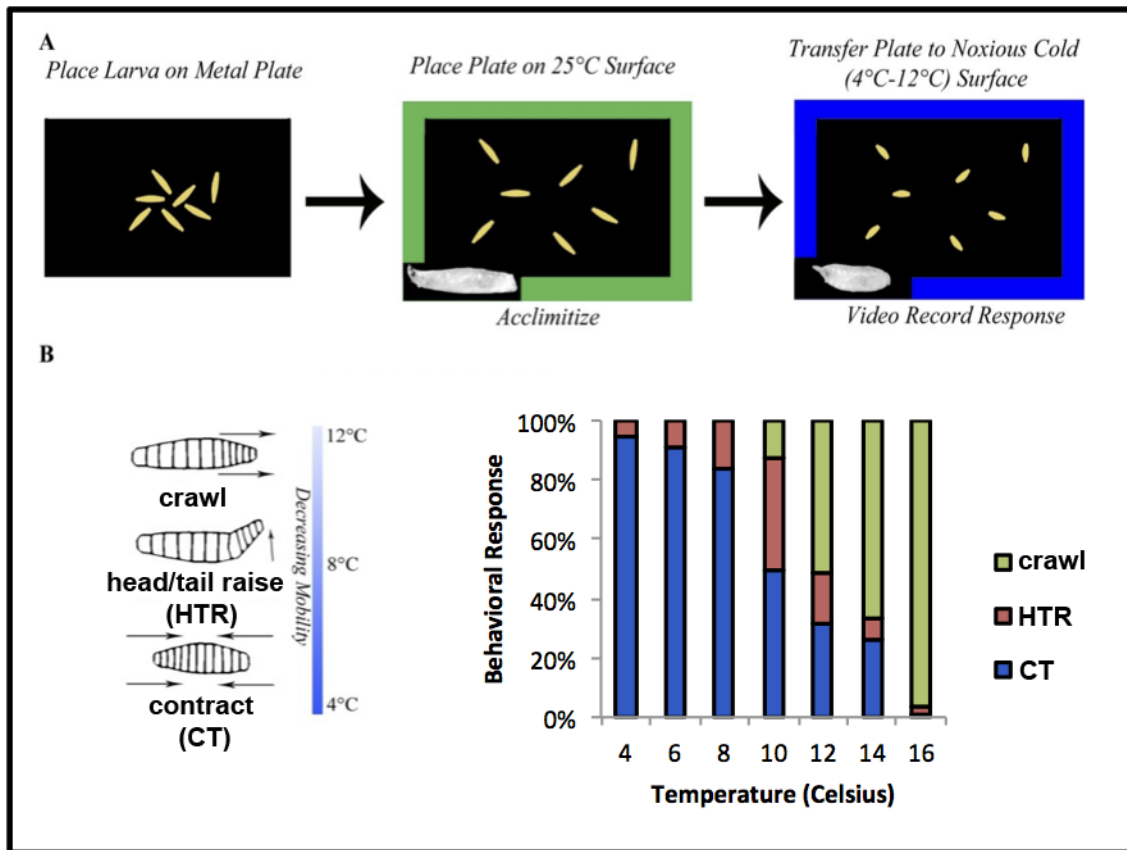 A
Place Larva on Metal Plate
Place Plate on 25°C Surface
Transfer Plate to Noxious Cold
(4°C-12°C) Surface
Acclimitize
Video Record Response
B
crawl
head/tail raise
(HTR)
contract
(CT)
12°C
8°C
4°C
Decreasing Mobility
Behavioral Response
100%
80%
60%
40%
20%
0%
4 6 8 10 12 14 16
Temperature (Celsius)
crawl
HTR
CT